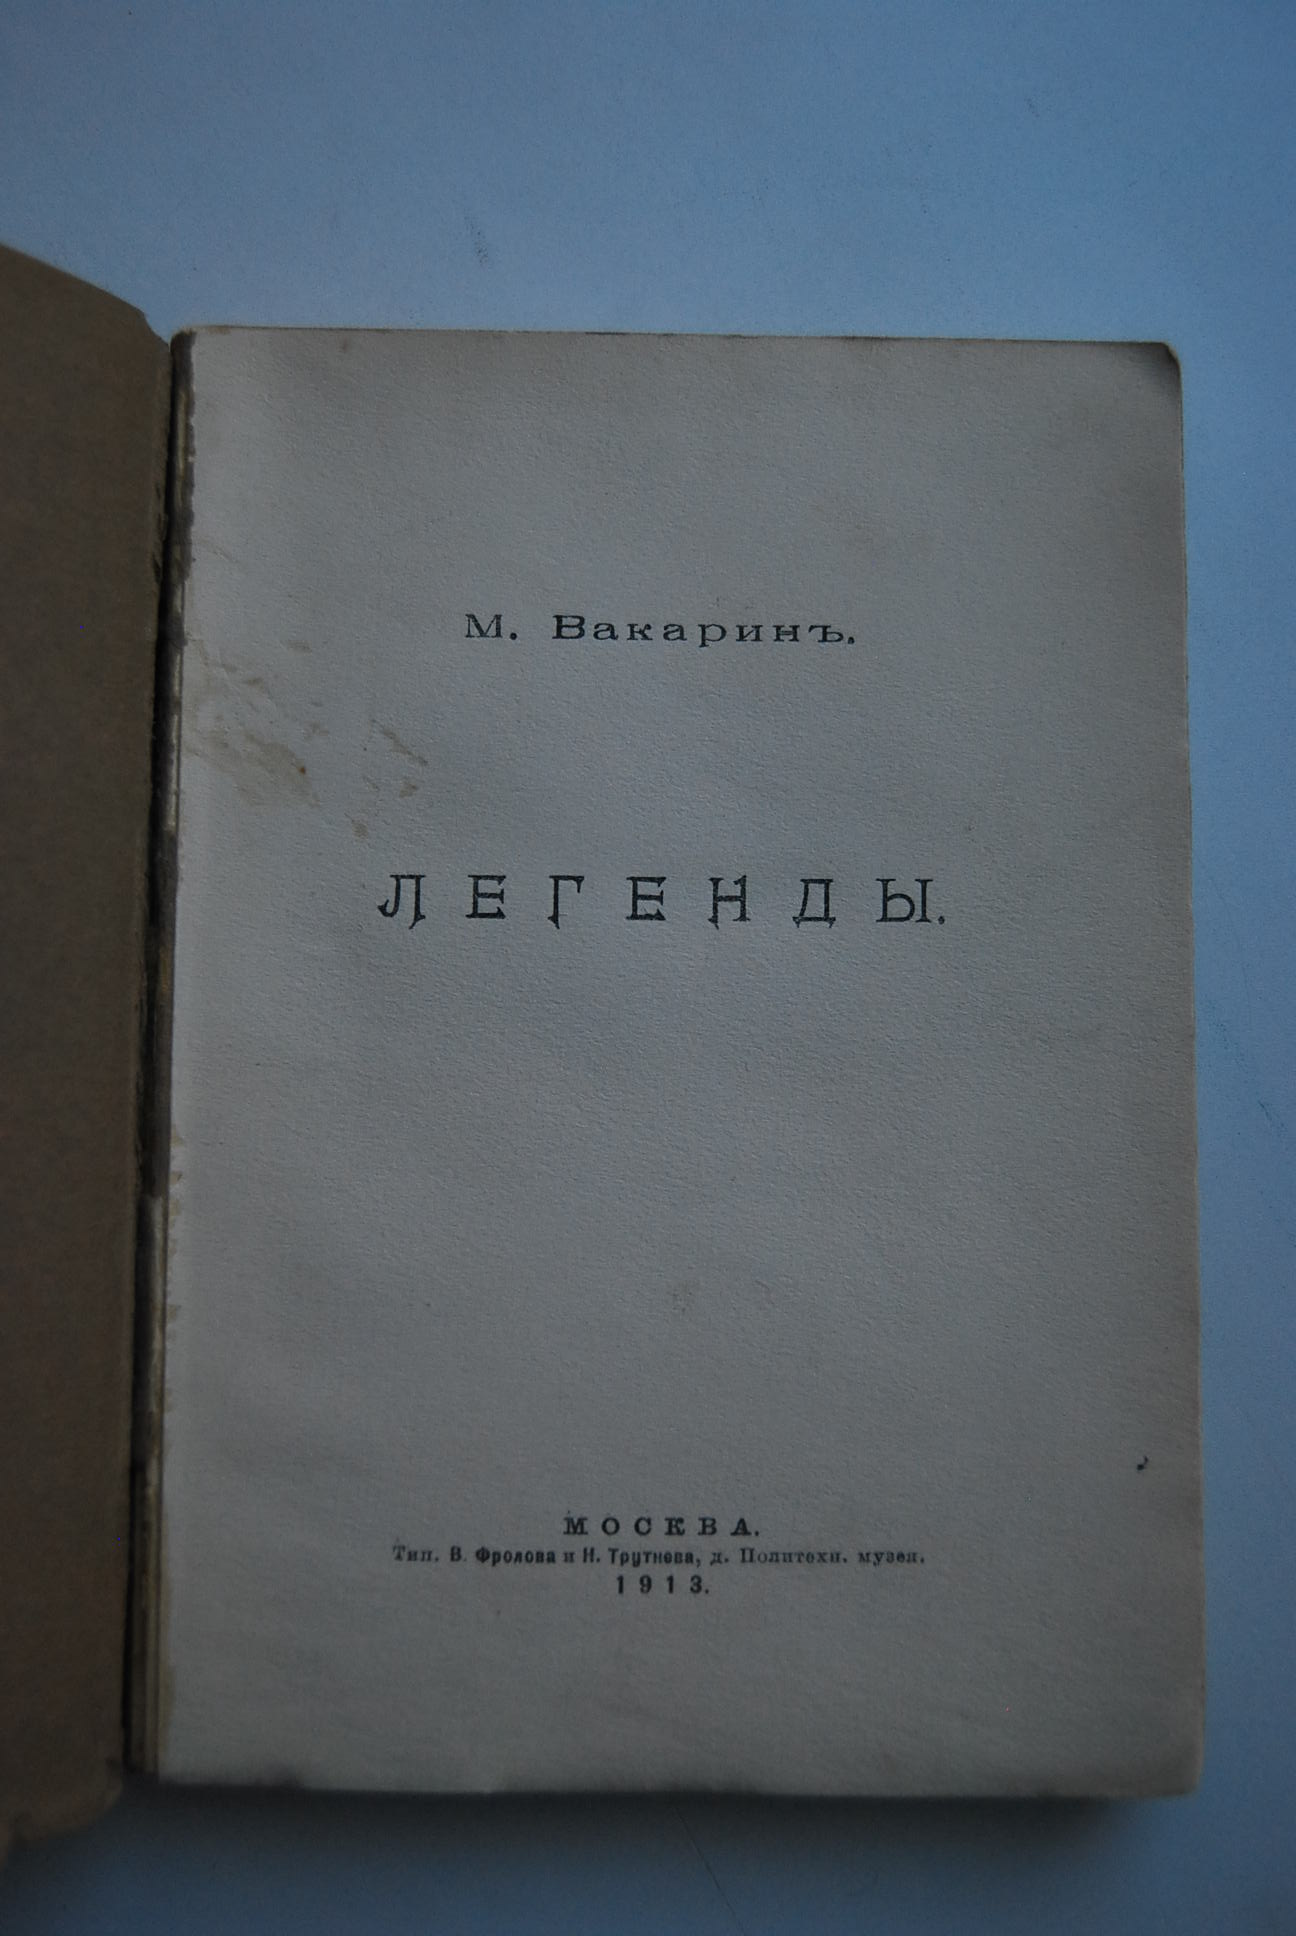 М. Вакаринъ.
ЛЕГЕНДЫ.
МОСКВА.
Тип. В. Фролова и Н. Трутнева, д. Политехн. музея.
1913.